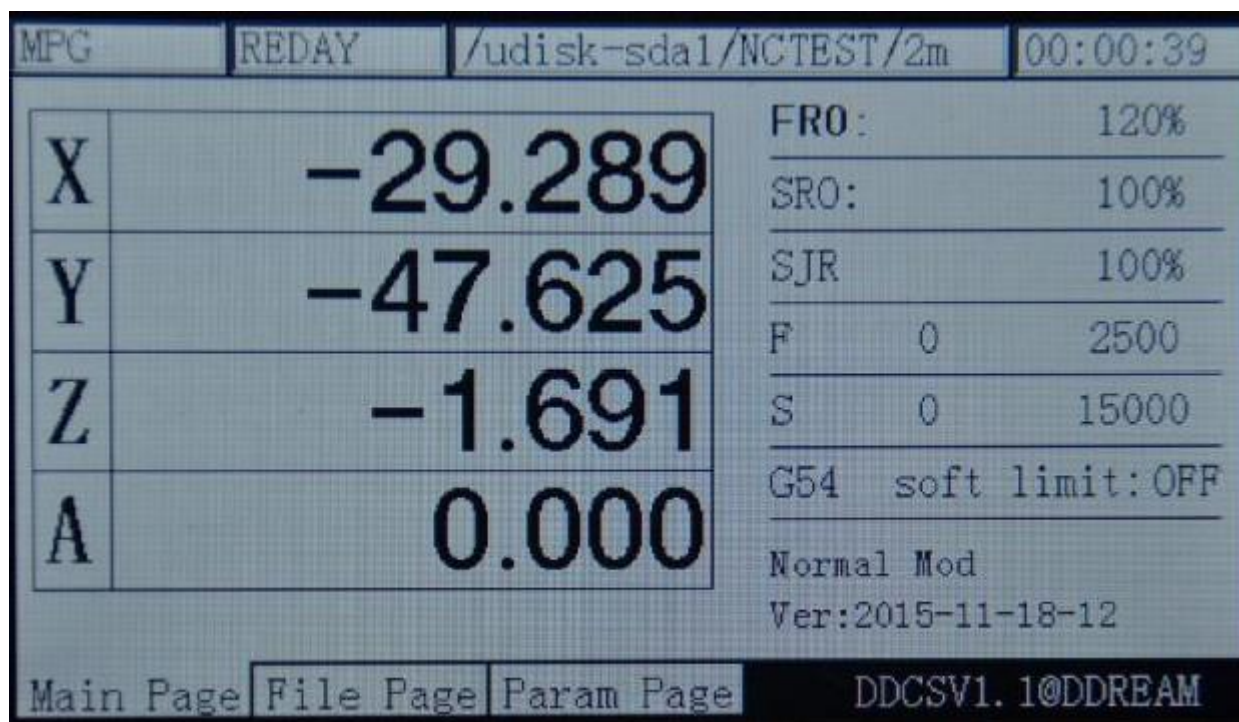 MPG REDAY /udisk-sda1/NCTEST/2m 00:00:39
X -29.289
Y -47.625
Z -1.691
A 0.000
FRO: 120%
SRO: 100%
SJR 100%
F 0 2500
S 0 15000
G54 soft limit:OFF
Normal Mod
Ver:2015-11-18-12
Main Page File Page Param Page DDCSV1.1@DDREAM